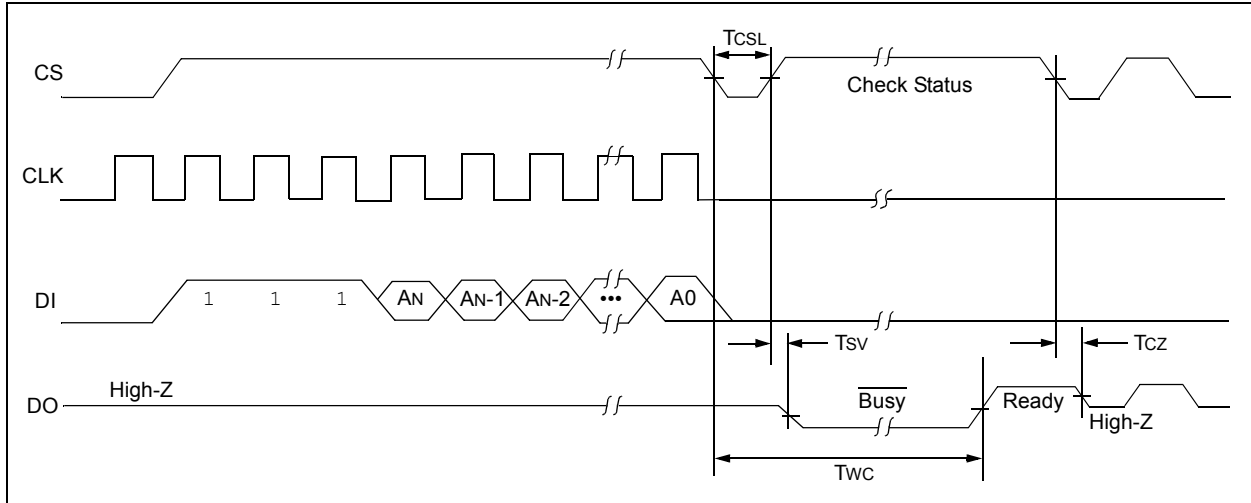 TCSL
CS
Check Status
CLK
DI
1 1 1 AN AN-1 AN-2 ••• A0
TSV
TCZ
High-Z
DO
Busy
Ready
High-Z
TWC